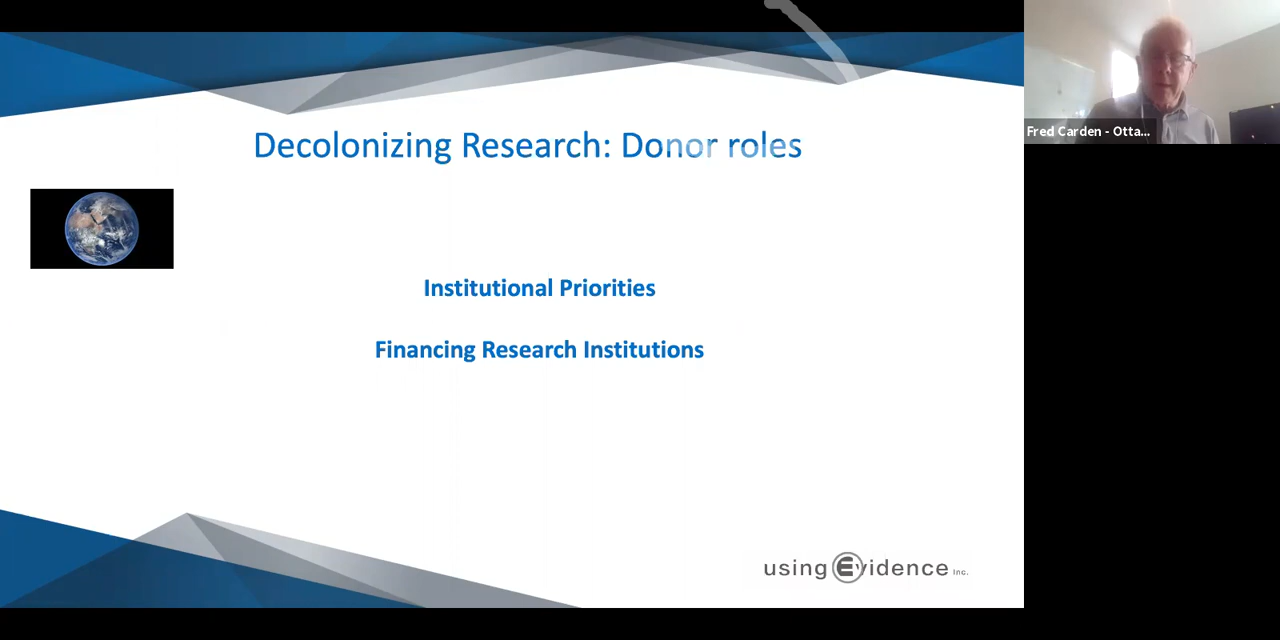 Decolonizing Research: Donor roles
Institutional Priorities
Financing Research Institutions
using Evidence Inc.
Fred Carden - Otta...